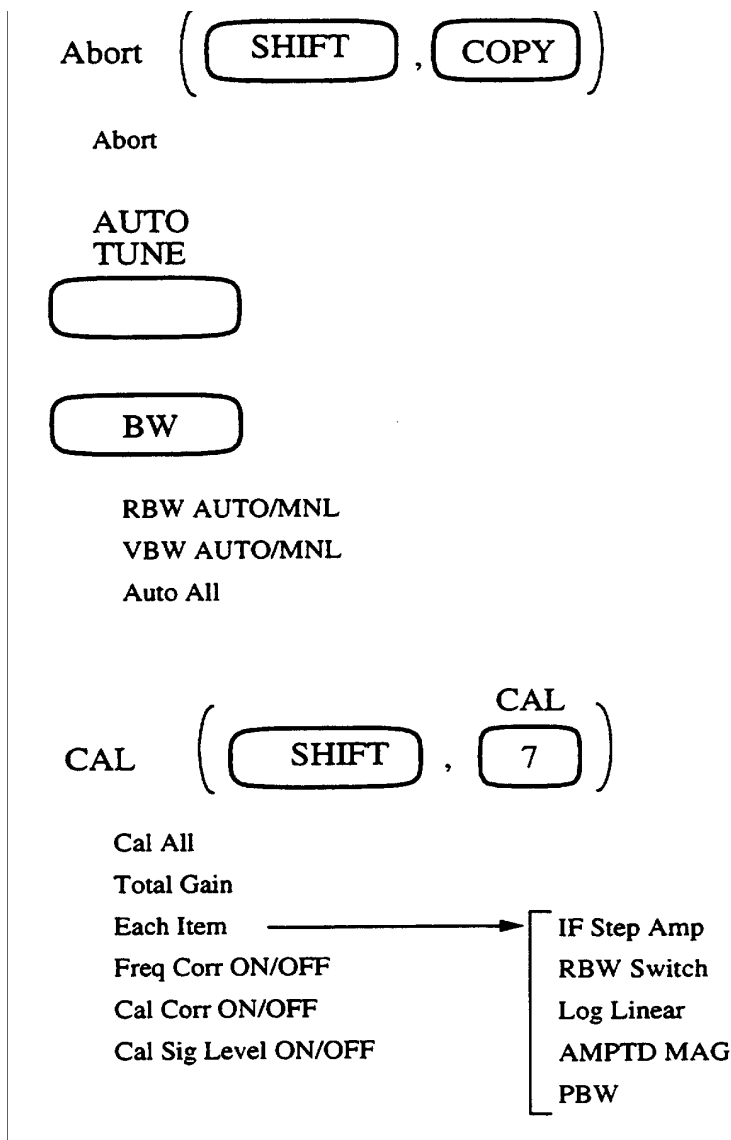 Abort ( SHIFT , COPY )
Abort
AUTO
TUNE
BW
RBW AUTO/MNL
VBW AUTO/MNL
Auto All
CAL
CAL ( SHIFT , 7 )
Cal All
Total Gain
Each Item IF Step Amp
Freq Corr ON/OFF RBW Switch
Cal Corr ON/OFF Log Linear
Cal Sig Level ON/OFF AMPTD MAG
PBW